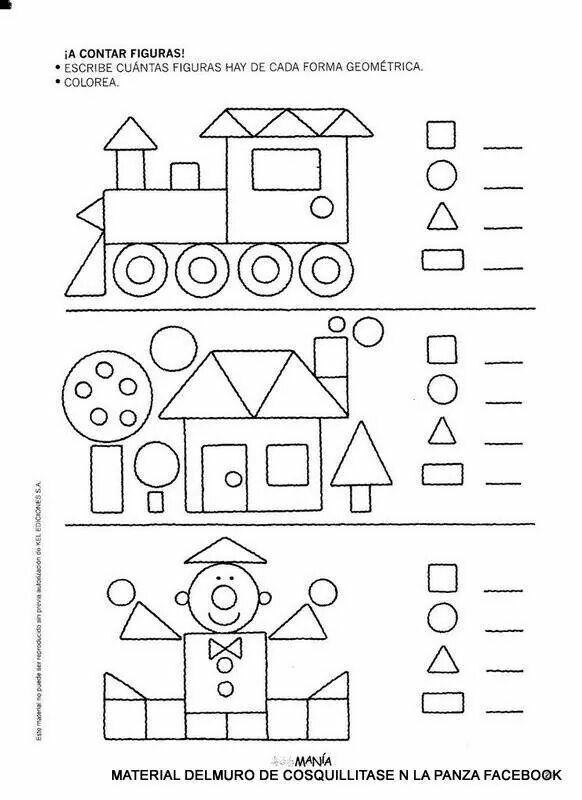 ¡A CONTAR FIGURAS!
• ESCRIBE CUÁNTAS FIGURAS HAY DE CADA FORMA GEOMÉTRICA.
• COLOREA.
Este material no puede ser reproducido sin previa autorización de KEL EDICIONES S.A.
MANÍA
MATERIAL DELMURO DE COSQUILLITASE N LA PANZA FACEBOOK